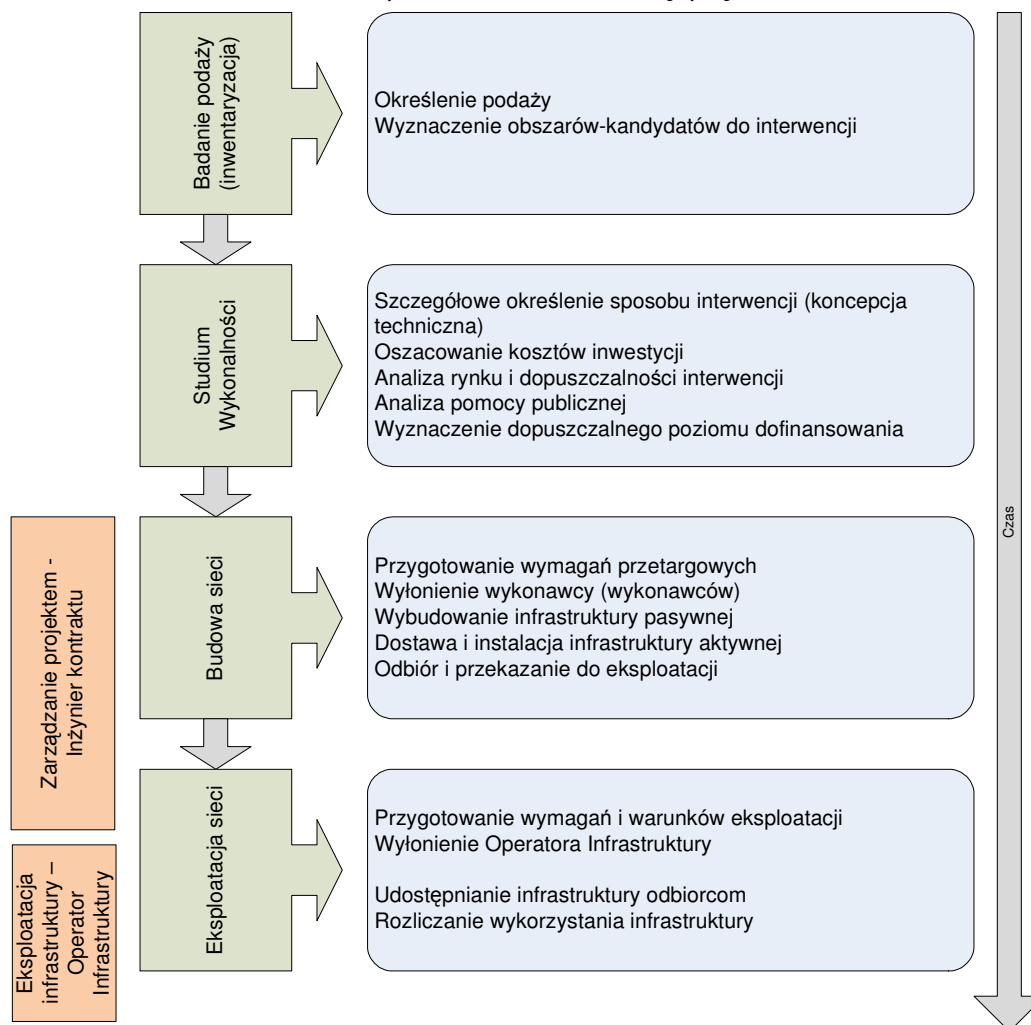 Badanie podaży
(inwentaryzacja)
Określenie podaży
Wyznaczenie obszarów-kandydatów do interwencji
Studium
Wykonalności
Szczegółowe określenie sposobu interwencji (koncepcja
techniczna)
Oszacowanie kosztów inwestycji
Analiza rynku i dopuszczalności interwencji
Analiza pomocy publicznej
Wyznaczenie dopuszczalnego poziomu dofinansowania
Czas
Zarządzanie projektem -
Inżynier kontraktu
Budowa sieci
Przygotowanie wymagań przetargowych
Wyłonienie wykonawcy (wykonawców)
Wybudowanie infrastruktury pasywnej
Dostawa i instalacja infrastruktury aktywnej
Odbiór i przekazanie do eksploatacji
Eksploatacja
infrastruktury –
Operator
Infrastruktury
Eksploatacja sieci
Przygotowanie wymagań i warunków eksploatacji
Wyłonienie Operatora Infrastruktury
Udostępnianie infrastruktury odbiorcom
Rozliczanie wykorzystania infrastruktury